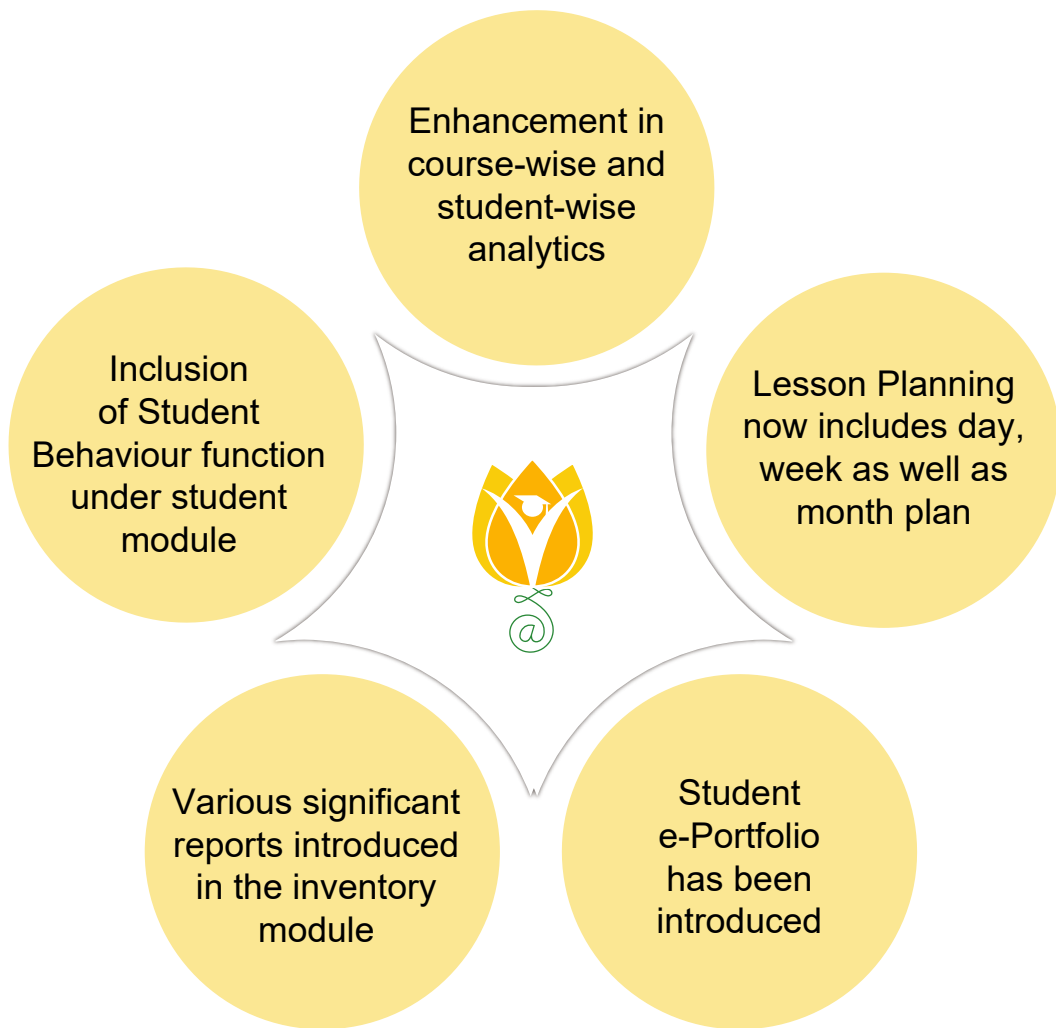 Enhancement in
course-wise and
student-wise
analytics
Lesson Planning
now includes day,
week as well as
month plan
Student
e-Portfolio
has been
introduced
Various significant
reports introduced
in the inventory
module
Inclusion
of Student
Behaviour function
under student
module
@